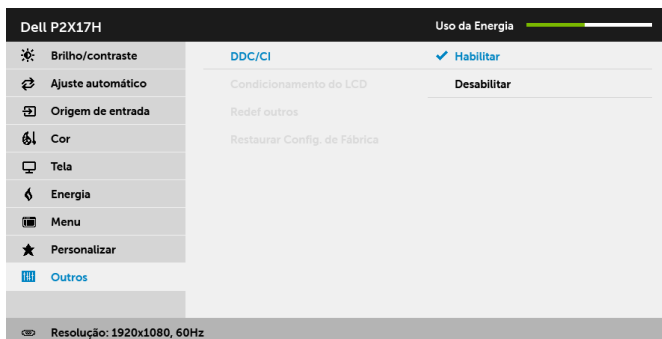 Dell P2X17H Uso da Energia
Brilho/contraste DDC/CI Habilitar
Ajuste automático Condicionamento do LCD Desabilitar
Origem de entrada Redef outros
Cor Restaurar Config. de Fábrica
Tela
Energia
Menu
Personalizar
Outros
Resolução: 1920x1080, 60Hz